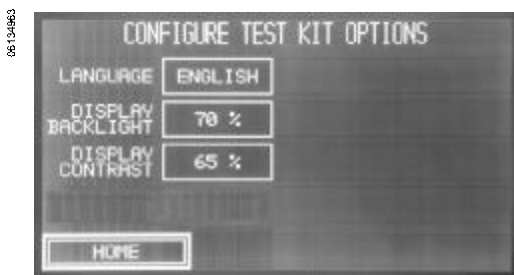 06134963
CONFIGURE TEST KIT OPTIONS
LANGUAGE ENGLISH
DISPLAY
BACKLIGHT 70 %
DISPLAY
CONTRAST 65 %
HOME